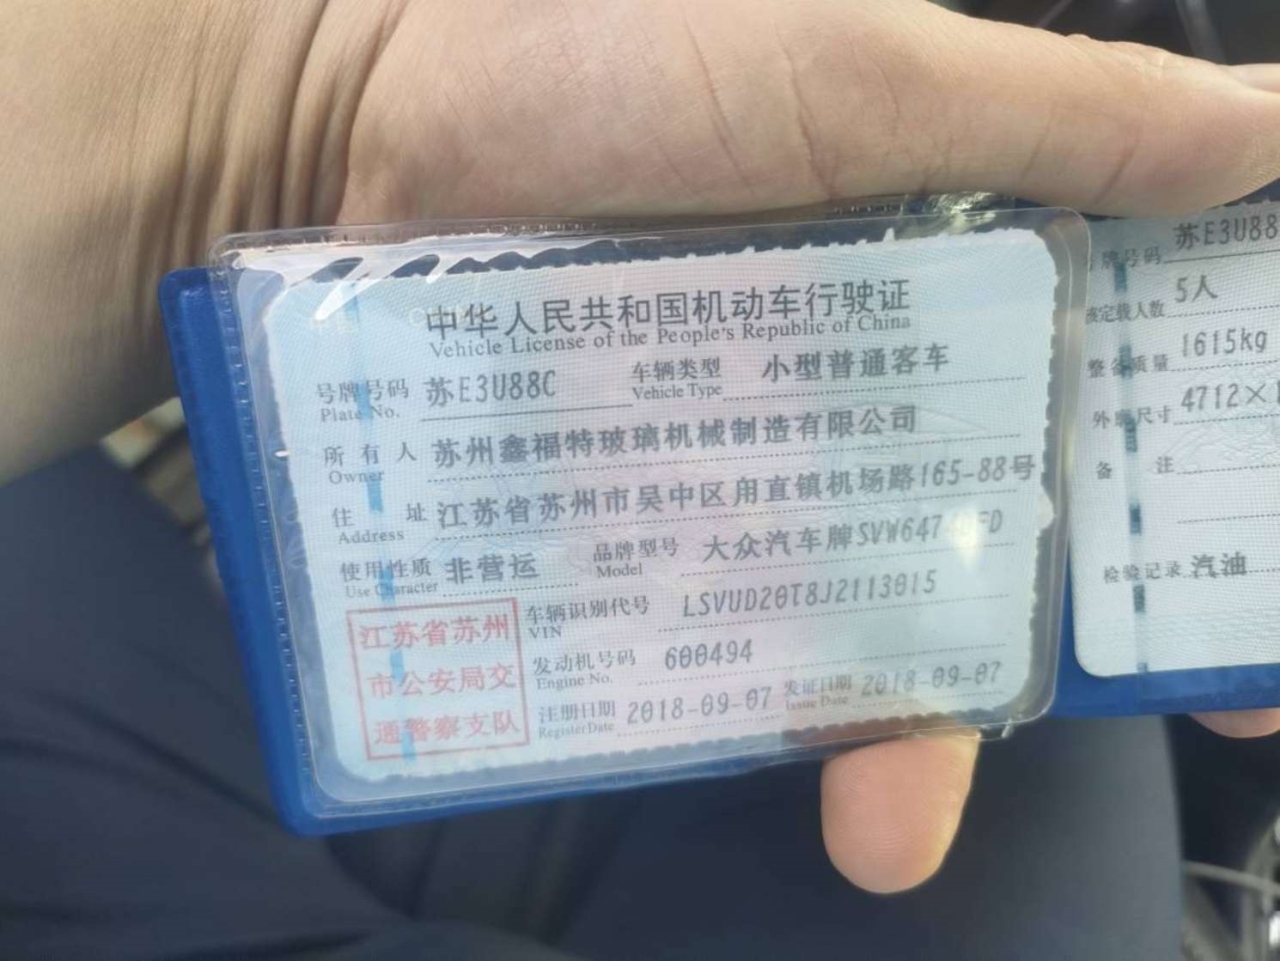 中华人民共和国机动车行驶证
Vehicle License of the People's Republic of China
号牌号码 苏E3U88C 车辆类型 小型普通客车
Plate No. Vehicle Type
所有人 苏州鑫福特玻璃机械制造有限公司
Owner
住址 江苏省苏州市吴中区甪直镇机场路165-88号
Address
使用性质 非营运 品牌型号 大众汽车牌SVW647
Use Character Model
车辆识别代号 LSVUD20T8J2113015
VIN
发动机号码 600494
Engine No.
注册日期 2018-09-07 发证日期 2018-09-07
Register Date Issue Date
江苏省苏州
市公安局交
通警察支队
牌号码 苏E3U88
核定载人数 5人
整备质量 1615kg
外廓尺寸 4712×
备注
检验记录 汽油